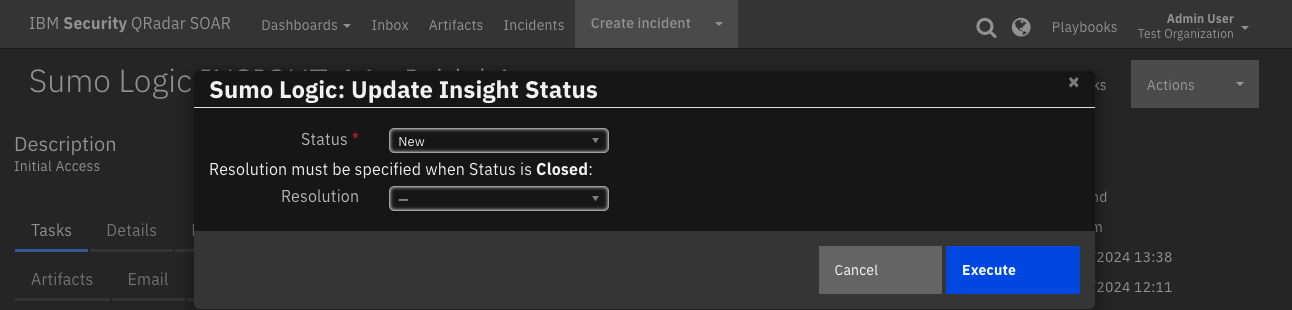 IBM Security QRadar SOAR Dashboards Inbox Artifacts Incidents Create incident Playbooks Admin User
Test Organization
Sumo Logic
Actions
Sumo Logic: Update Insight Status ×
Description
Initial Access
Status * New
Resolution must be specified when Status is Closed:
Resolution —
Tasks Details
Artifacts Email
2024 13:38
2024 12:11
Cancel Execute